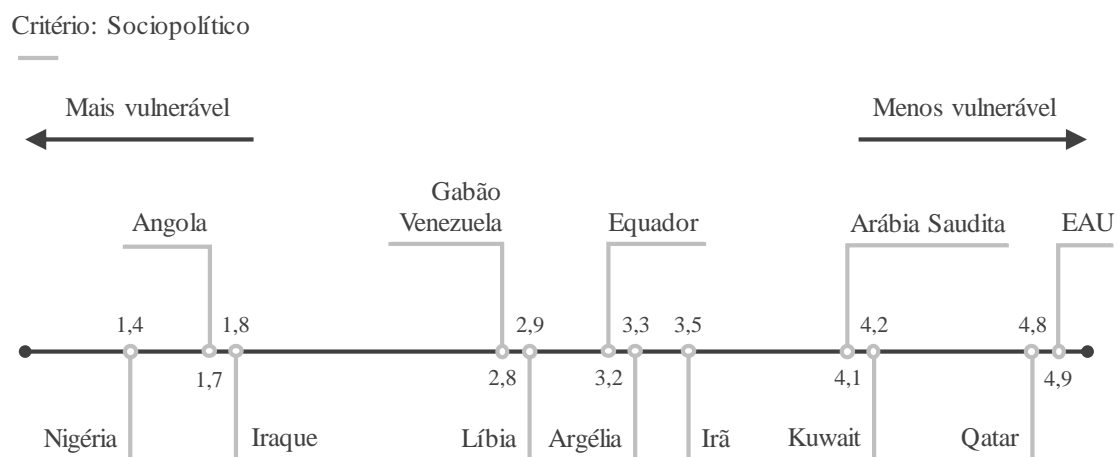 Critério: Sociopolítico
Mais vulnerável
Menos vulnerável
Gabão
Angola
Venezuela
Equador
Arábia Saudita
EAU
1,4
1,8
2,9
3,3
3,5
4,2
4,8
1,7
2,8
3,2
4,1
4,9
Nigéria
Iraque
Líbia
Argélia
Irã
Kuwait
Qatar